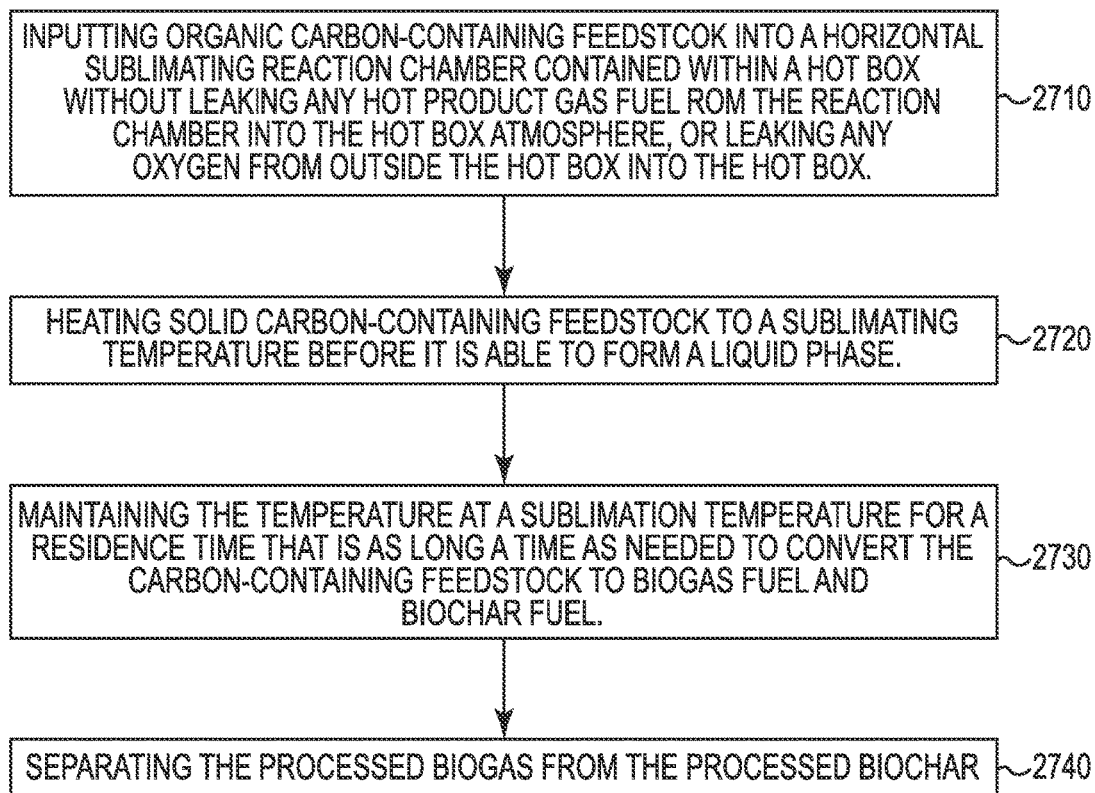 INPUTTING ORGANIC CARBON-CONTAINING FEEDSTCOK INTO A HORIZONTAL
SUBLIMATING REACTION CHAMBER CONTAINED WITHIN A HOT BOX
WITHOUT LEAKING ANY HOT PRODUCT GAS FUEL ROM THE REACTION
CHAMBER INTO THE HOT BOX ATMOSPHERE, OR LEAKING ANY
OXYGEN FROM OUTSIDE THE HOT BOX INTO THE HOT BOX.
2710
HEATING SOLID CARBON-CONTAINING FEEDSTOCK TO A SUBLIMATING
TEMPERATURE BEFORE IT IS ABLE TO FORM A LIQUID PHASE.
2720
MAINTAINING THE TEMPERATURE AT A SUBLIMATION TEMPERATURE FOR A
RESIDENCE TIME THAT IS AS LONG A TIME AS NEEDED TO CONVERT THE
CARBON-CONTAINING FEEDSTOCK TO BIOGAS FUEL AND
BIOCHAR FUEL.
2730
SEPARATING THE PROCESSED BIOGAS FROM THE PROCESSED BIOCHAR
2740